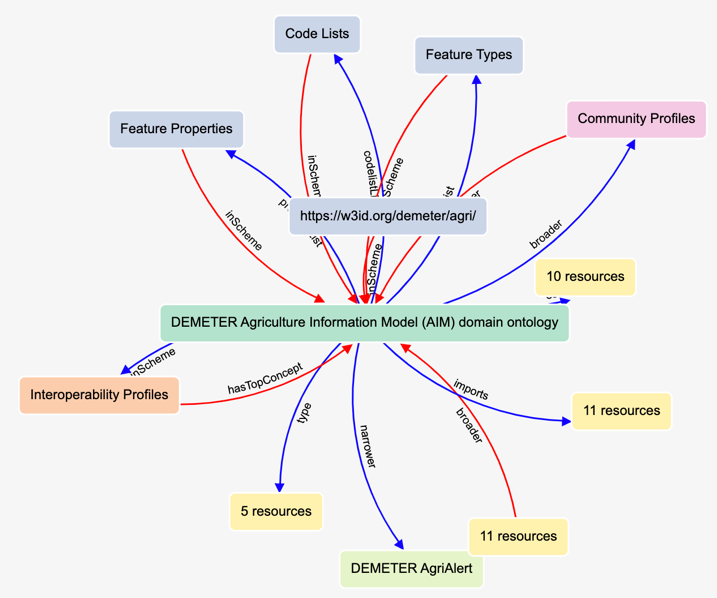 Code Lists
Feature Types
Community Profiles
Feature Properties
inScheme
https://w3id.org/demeter/agri/
inScheme
broader
10 resources
DEMETER Agriculture Information Model (AIM) domain ontology
inScheme
Interoperability Profiles
hasTopConcept
imports
11 resources
type
narrower
broader
5 resources
11 resources
DEMETER AgriAlert